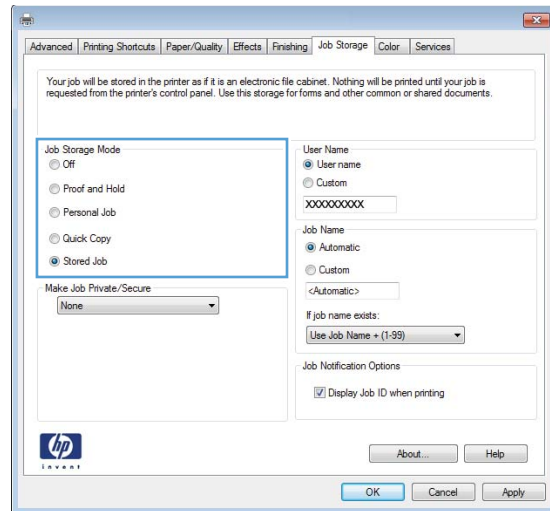 Advanced Printing Shortcuts Paper/Quality Effects Finishing Job Storage Color Services
Your job will be stored in the printer as if it is an electronic file cabinet. Nothing will be printed until your job is
requested from the printer's control panel. Use this storage for forms and other common or shared documents.
Job Storage Mode
Off
Proof and Hold
Personal Job
Quick Copy
Stored Job
Make Job Private/Secure
None
User Name
User name
Custom
XXXXXXXXX
Job Name
Automatic
Custom
<Automatic>
If job name exists:
Use Job Name + (1-99)
Job Notification Options
Display Job ID when printing
hp
invent
About... Help
OK Cancel Apply